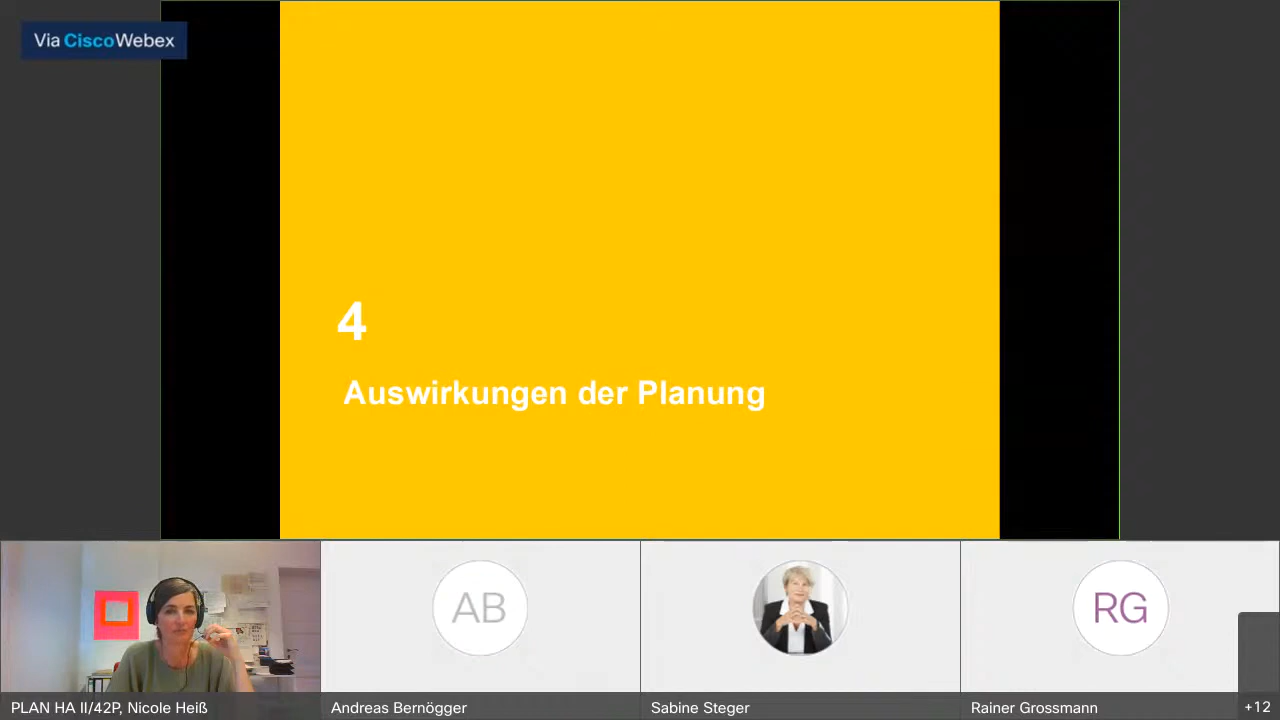 Via CiscoWebex
4
Auswirkungen der Planung
AB
RG
PLAN HA II/42P, Nicole Heiß
Andreas Bernögger
Sabine Steger
Rainer Grossmann
+12